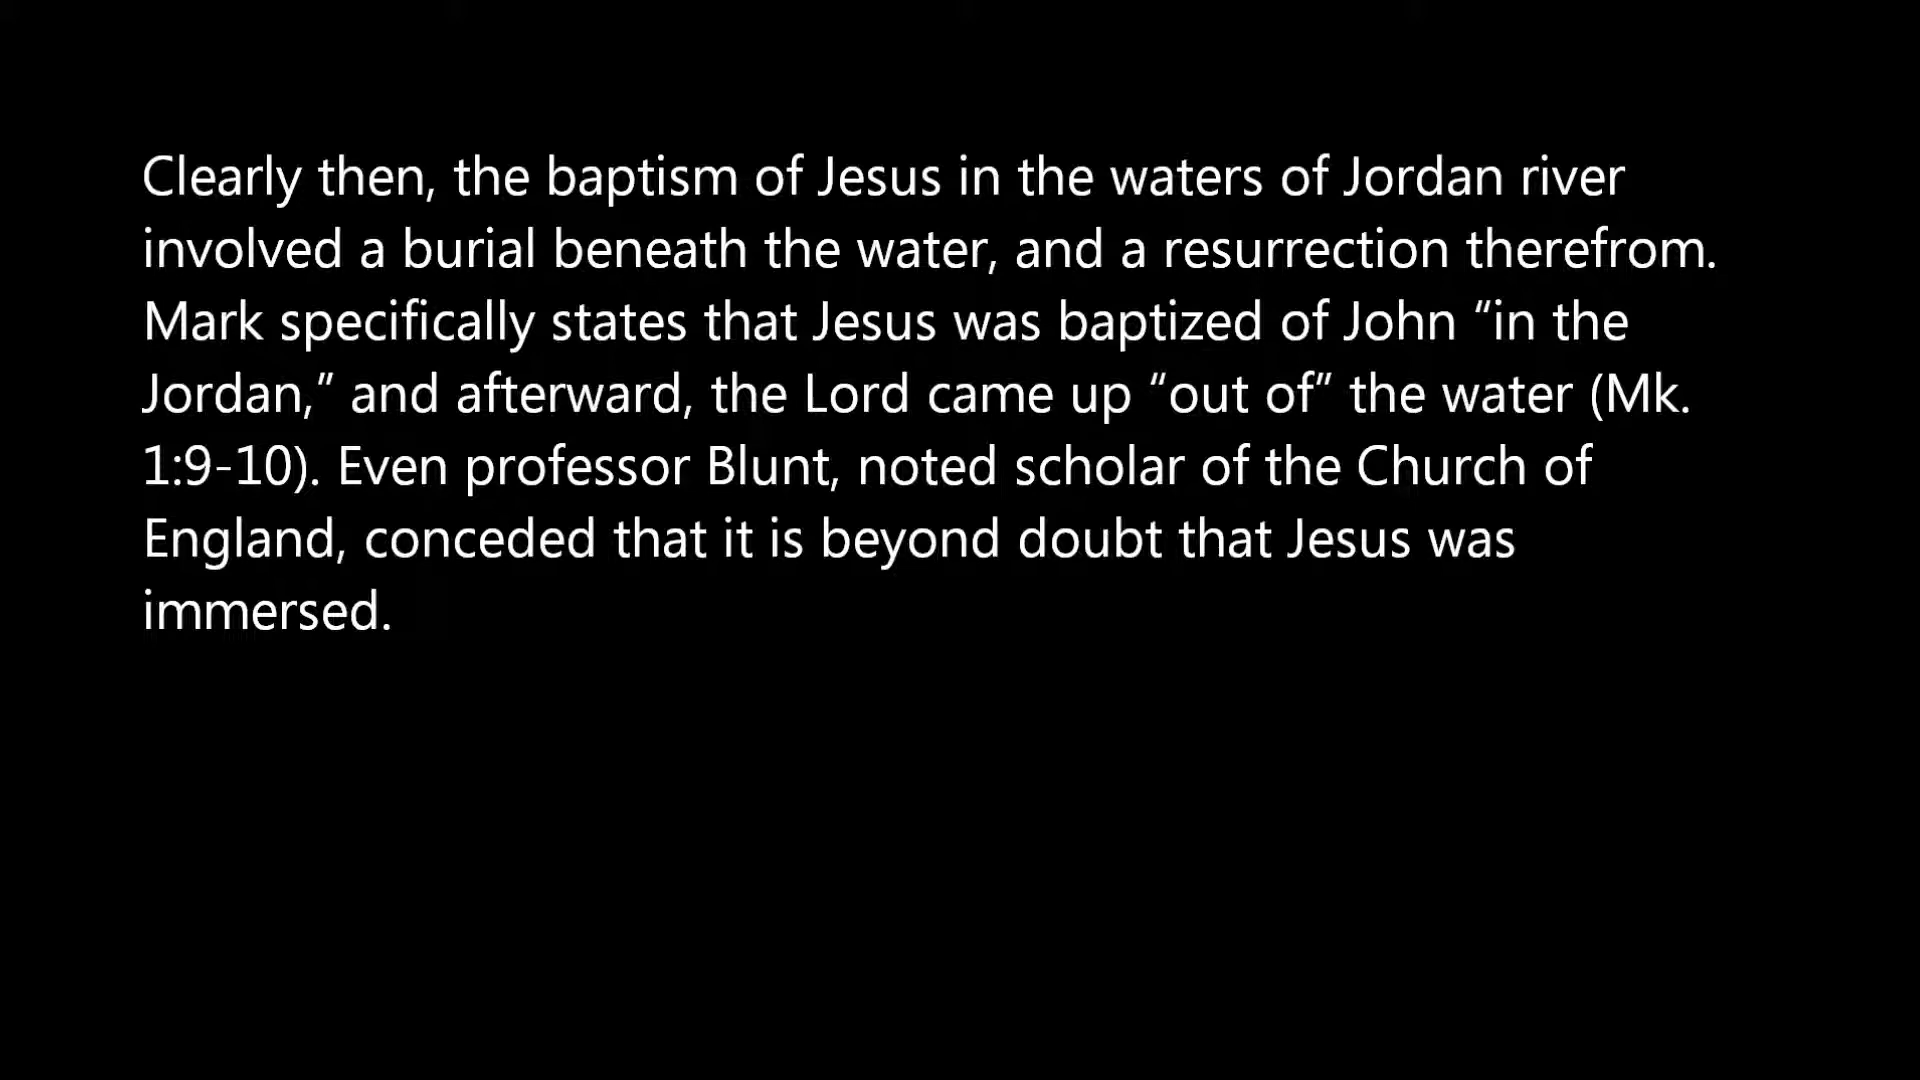 Clearly then, the baptism of Jesus in the waters of Jordan river
involved a burial beneath the water, and a resurrection therefrom.
Mark specifically states that Jesus was baptized of John “in the
Jordan,” and afterward, the Lord came up “out of” the water (Mk.
1:9-10). Even professor Blunt, noted scholar of the Church of
England, conceded that it is beyond doubt that Jesus was
immersed.